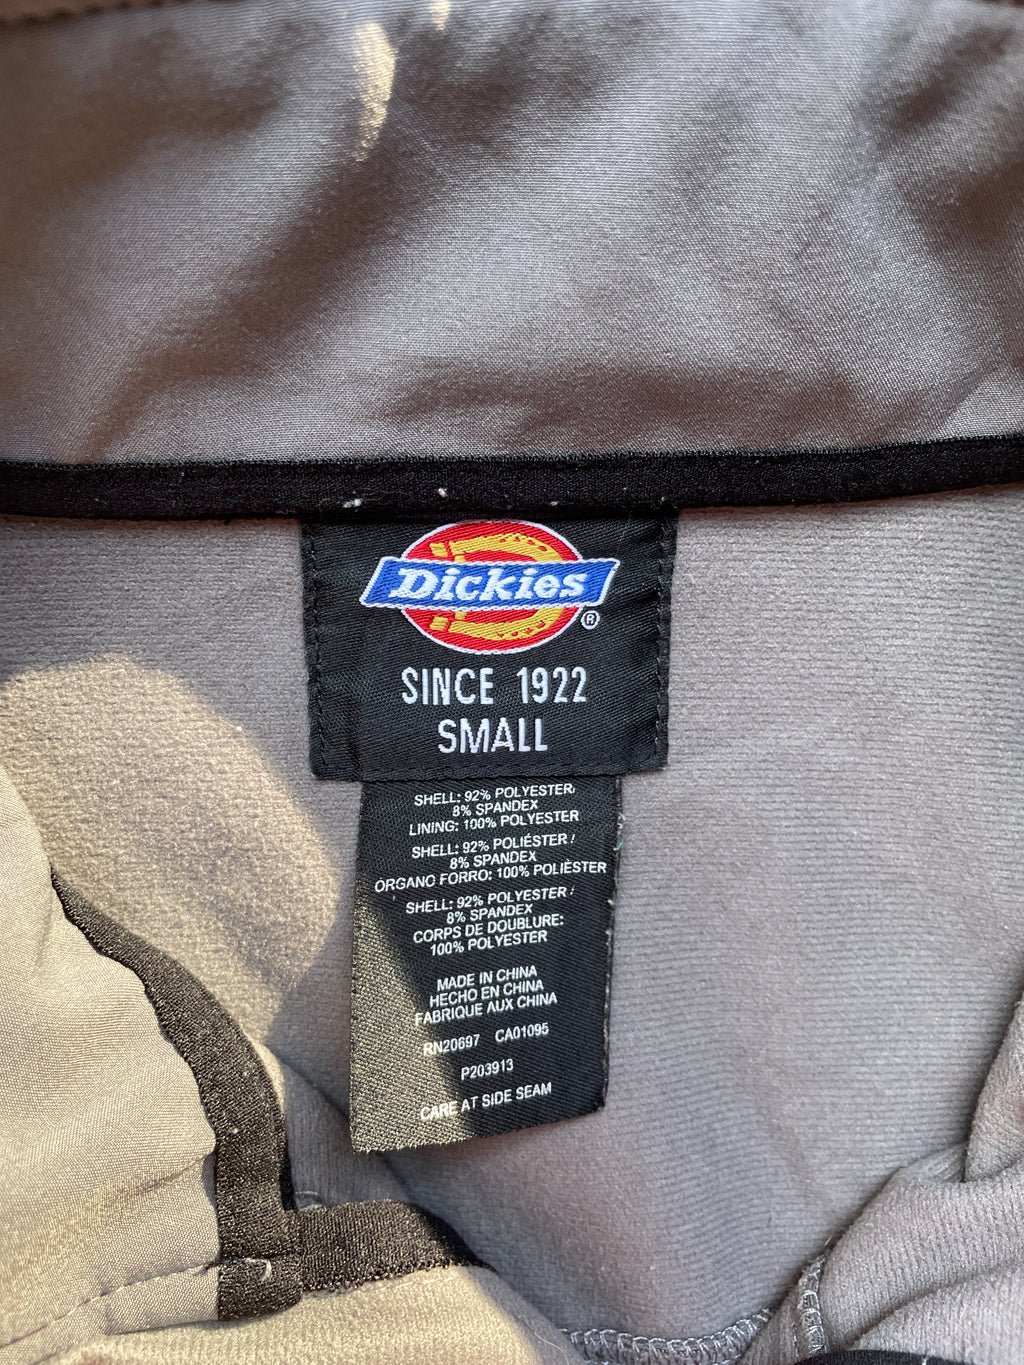 Dickies®
SINCE 1922
SMALL
SHELL: 92% POLYESTER/
8% SPANDEX
LINING: 100% POLYESTER
SHELL: 92% POLIÉSTER /
8% SPANDEX
ORGANO FORRO: 100% POLIÉSTER
SHELL: 92% POLYESTER /
8% SPANDEX
CORPS DE DOUBLURE:
100% POLYESTER
MADE IN CHINA
HECHO EN CHINA
FABRIQUE AUX CHINA
RN20697 CA01095
P203913
CARE AT SIDE SEAM